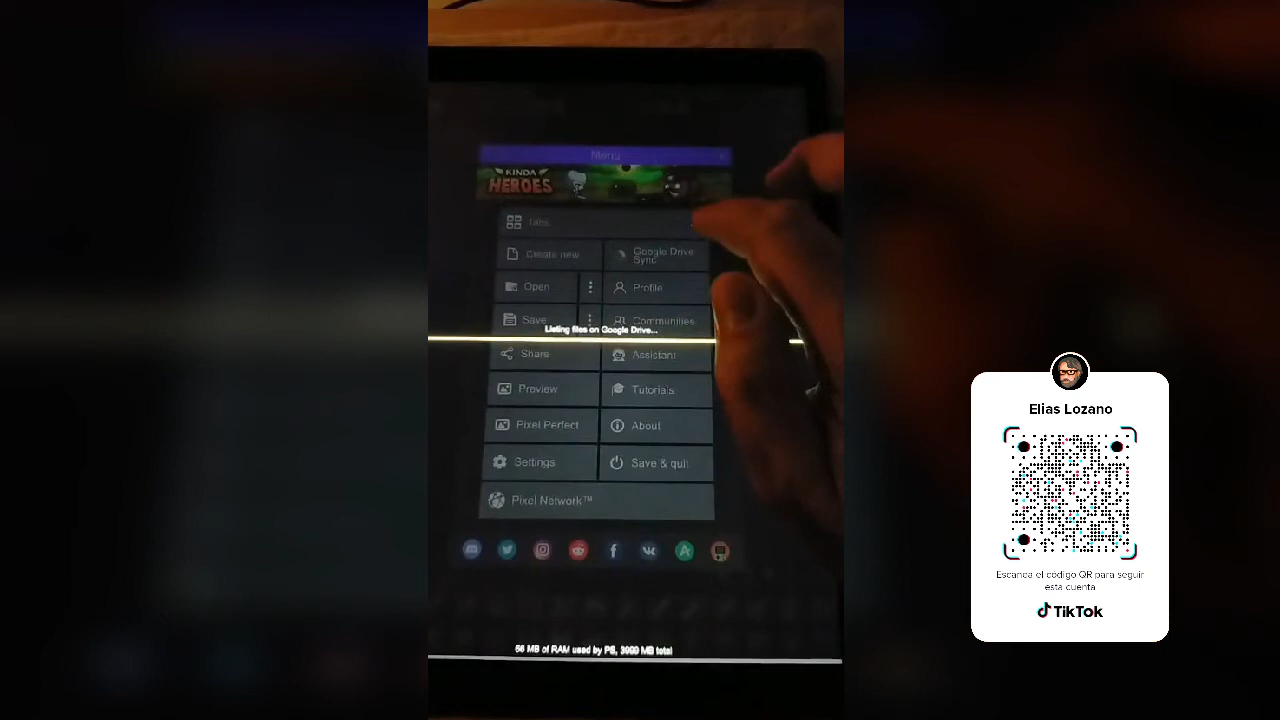 Menu
KINDA
HEROES
Tabs
Create new
Google Drive
Sync
Open
Profile
Save
Communities
Listing files on Google Drive...
Share
Assistant
Preview
Tutorials
Pixel Perfect
About
Settings
Save & quit
Pixel Network™
56 MB of RAM used by PS, 3000 MB total
Elias Lozano
Escanea el código QR para seguir
esta cuenta
TikTok